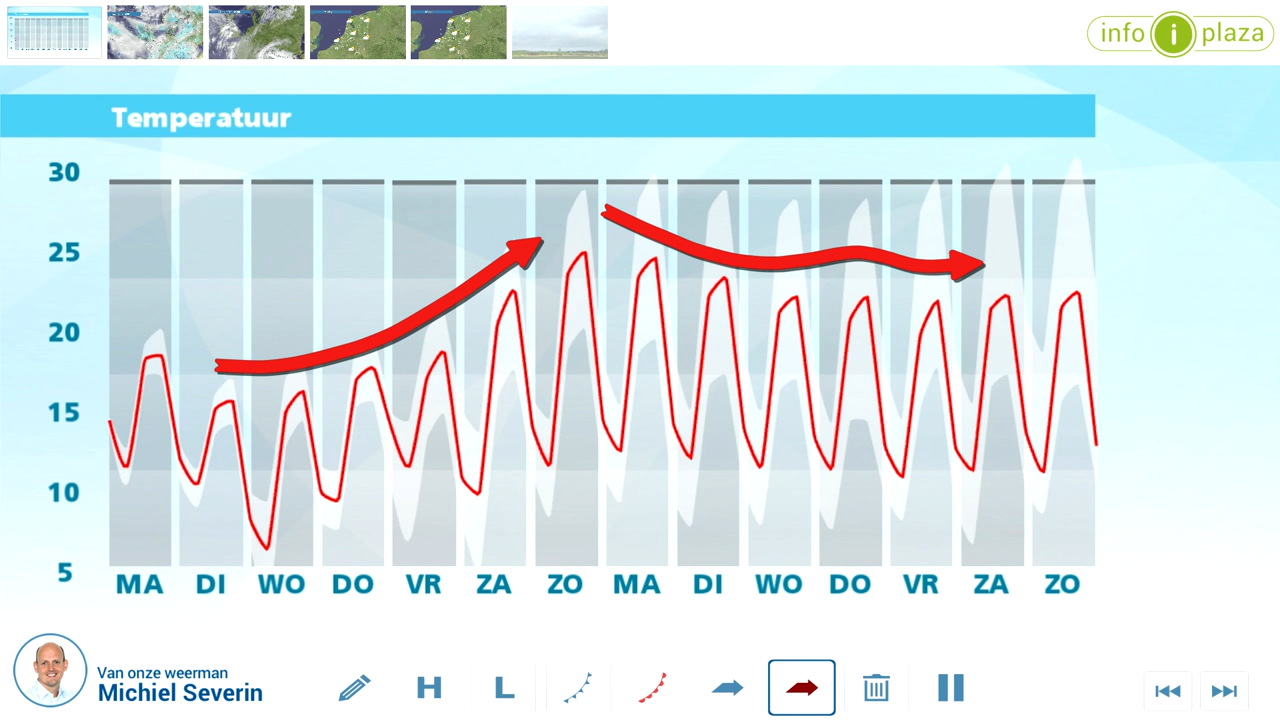 info i plaza
Temperatuur
30
25
20
15
10
5
MA DI WO DO VR ZA ZO MA DI WO DO VR ZA ZO
Van onze weerman
Michiel Severin
H L